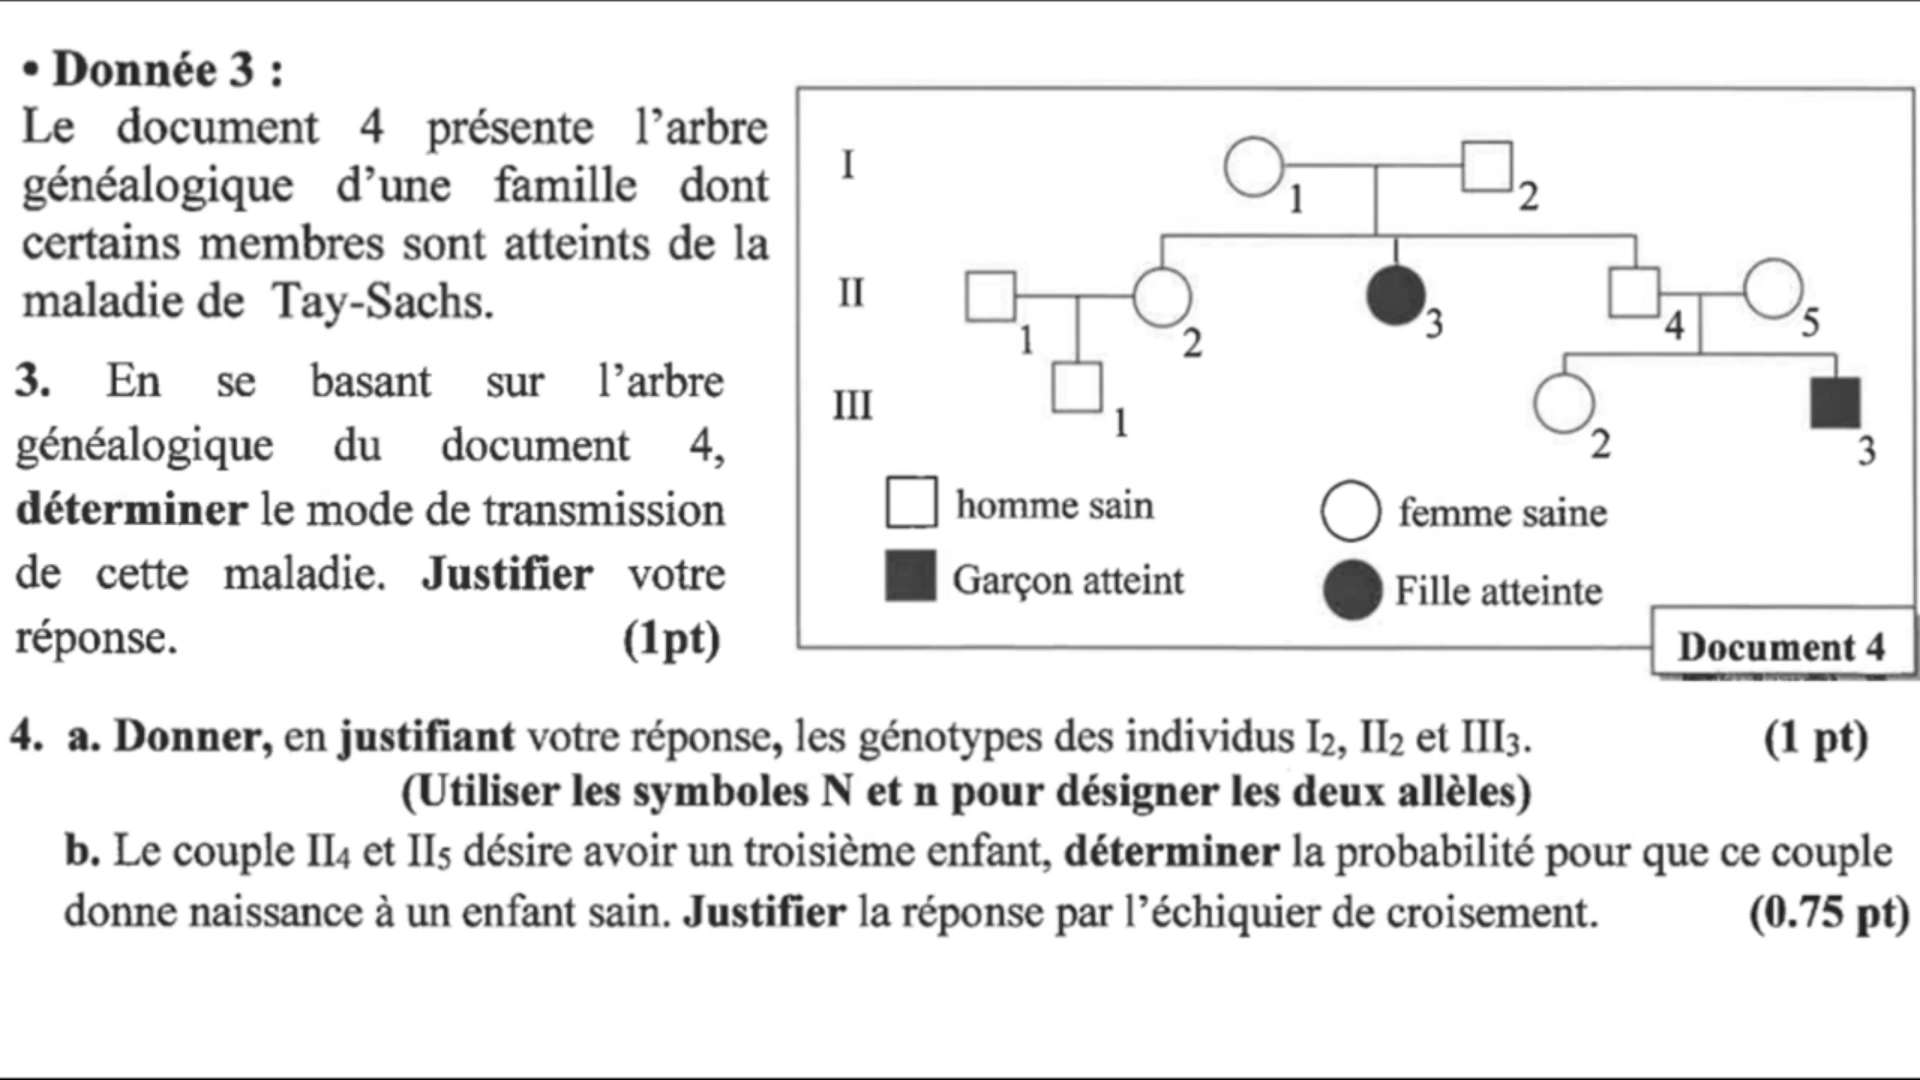 • Donnée 3 :
Le document 4 présente l'arbre
généalogique d'une famille dont
certains membres sont atteints de la
maladie de Tay-Sachs.
3. En se basant sur l'arbre
généalogique du document 4,
déterminer le mode de transmission
de cette maladie. Justifier votre
réponse. (1pt)
I
1
2
II
1
2
3
4
5
III
1
2
3
homme sain
femme saine
Garçon atteint
Fille atteinte
Document 4
4. a. Donner, en justifiant votre réponse, les génotypes des individus I₂, II₂ et III₃. (1 pt)
(Utiliser les symboles N et n pour désigner les deux allèles)
b. Le couple II₄ et II₅ désire avoir un troisième enfant, déterminer la probabilité pour que ce couple
donne naissance à un enfant sain. Justifier la réponse par l'échiquier de croisement. (0.75 pt)